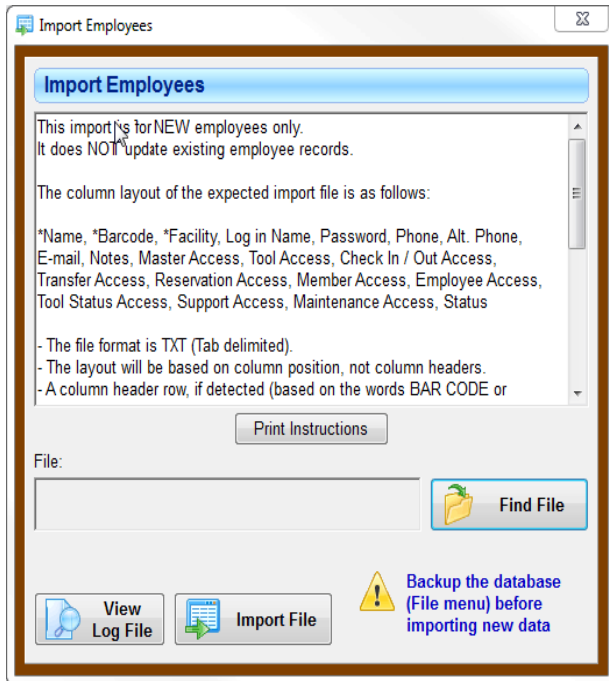 Import Employees
Import Employees
This import is for NEW employees only.
It does NOT update existing employee records.
The column layout of the expected import file is as follows:
*Name, *Barcode, *Facility, Log in Name, Password, Phone, Alt. Phone,
E-mail, Notes, Master Access, Tool Access, Check In / Out Access,
Transfer Access, Reservation Access, Member Access, Employee Access,
Tool Status Access, Support Access, Maintenance Access, Status
- The file format is TXT (Tab delimited).
- The layout will be based on column position, not column headers.
- A column header row, if detected (based on the words BAR CODE or
Print Instructions
File:
Find File
View
Log File
Import File
Backup the database
(File menu) before
importing new data